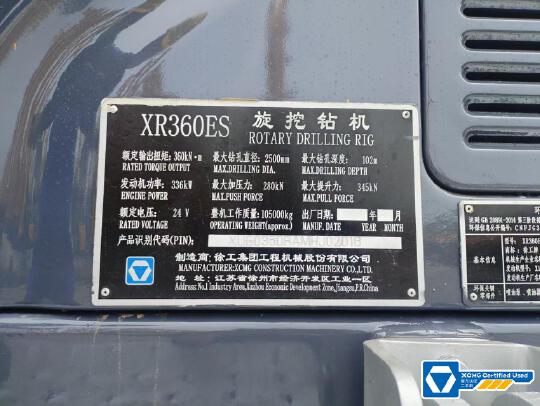 XR360ES 旋挖钻机
ROTARY DRILLING RIG
额定输出扭矩: 360kN·m 最大钻孔直径: 2500mm 最大钻孔深度: 102m
RATED TORQUE OUTPUT MAX.DRILLING DIA. MAX.DRILLING DEPTH
发动机功率: 336kW 最大加压力: 280kN 最大提升力: 345kN
RATED POWER MAX.PUSH FORCE MAX.PULL FORCE
额定电压: 24V 整机工作质量: 105000kg 出厂日期: 年 月
RATED VOLTAGE OPERATING WEIGHT(approx.) MANUF. DATE YEAR MONTH
产品识别代码(PIN):
制造商: 徐工集团工程机械股份有限公司
MANUFACTURER:XCMG CONSTRUCTION MACHINERY CO.,LTD.
地 址: 江苏省徐州市经济开发区工业一区
Address: No.1 Industry Area, Xuzhou Economic Development Zone, Jiangsu, P.R.China
基本信息
XCMG Certified Used